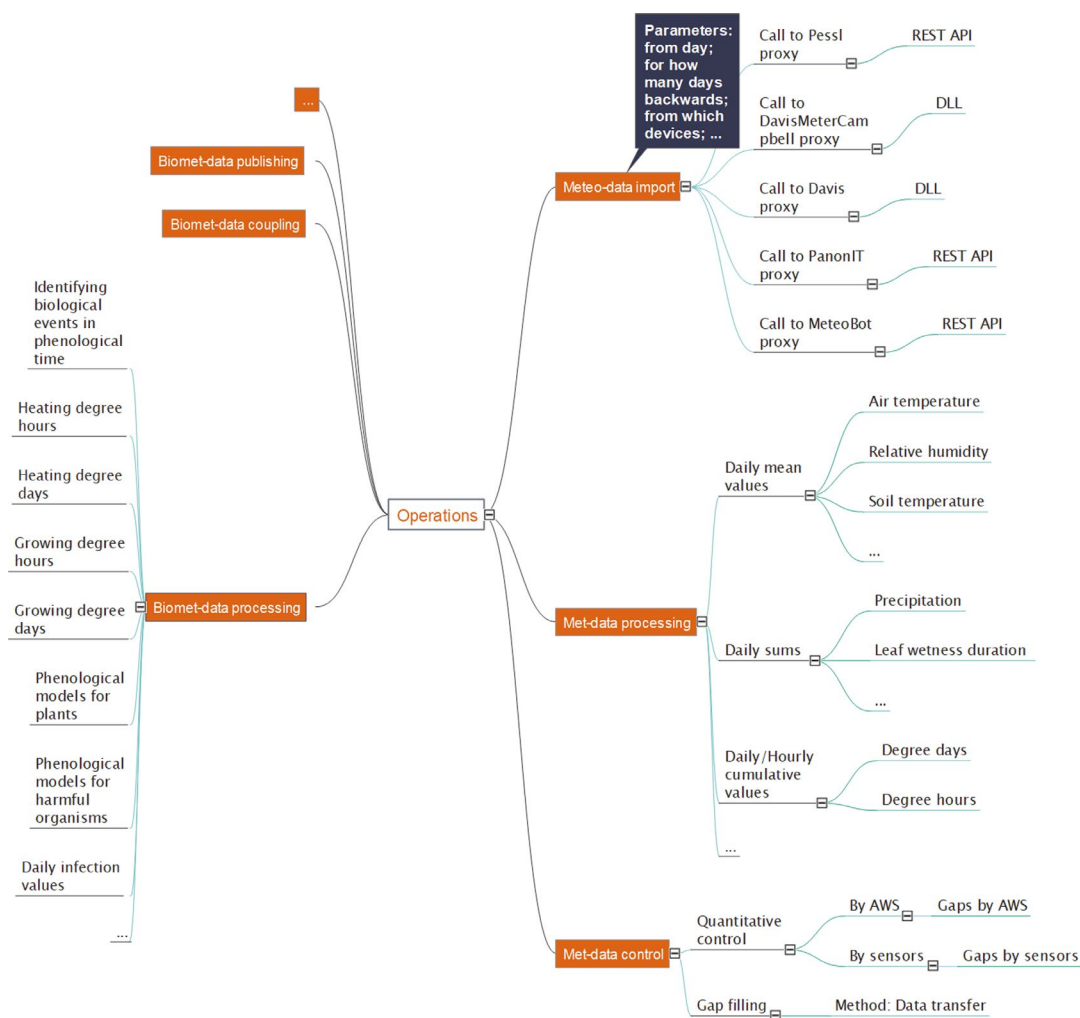 Parameters:
from day;
for how
many days
backwards;
from which
devices; ...
Call to Pessl
proxy
REST API
Call to
DavisMeterCam
pbell proxy
DLL
Meteo-data import
Call to Davis
proxy
DLL
Call to PanonIT
proxy
REST API
Call to MeteoBot
proxy
REST API
...
Biomet-data publishing
Biomet-data coupling
Identifying
biological
events in
phenological
time
Heating degree
hours
Heating degree
days
Growing degree
hours
Growing degree
days
Phenological
models for
plants
Phenological
models for
harmful
organisms
Daily infection
values
...
Biomet-data processing
Operations
Met-data processing
Daily mean
values
Air temperature
Relative humidity
Soil temperature
...
Daily sums
Precipitation
Leaf wetness duration
...
Daily/Hourly
cumulative
values
Degree days
Degree hours
...
Met-data control
Quantitative
control
By AWS
Gaps by AWS
By sensors
Gaps by sensors
Gap filling
Method: Data transfer